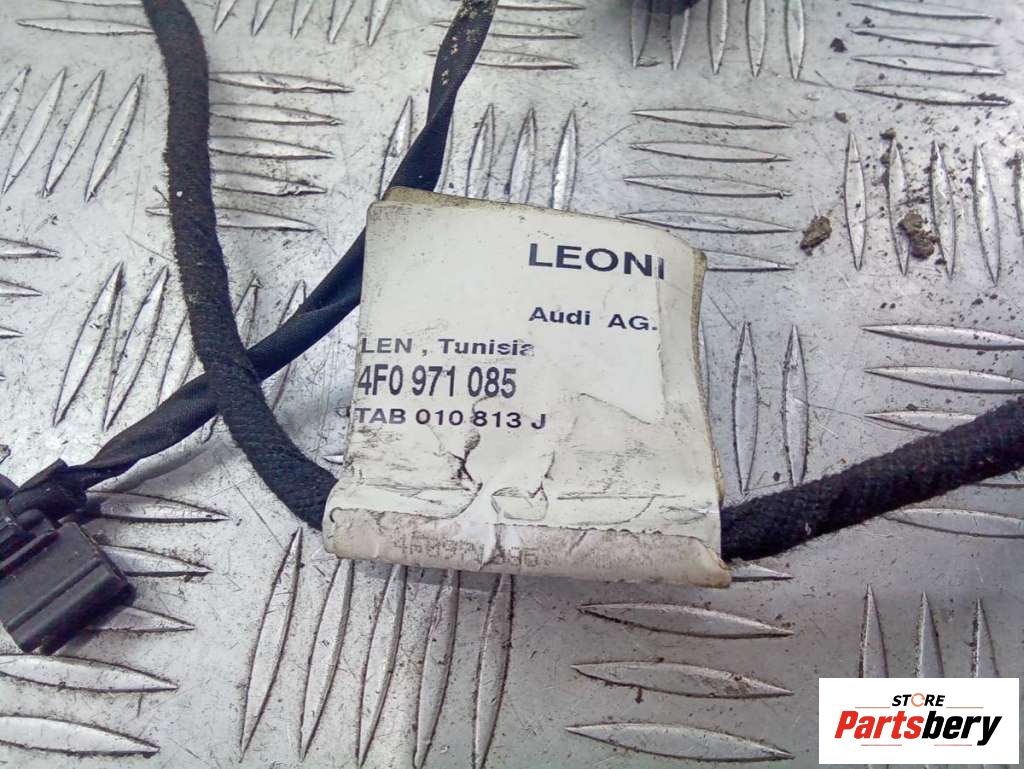 LEONI
Audi AG.
LEN , Tunisia
4F0 971 085
TAB 010 813 J
STORE
Partsbery